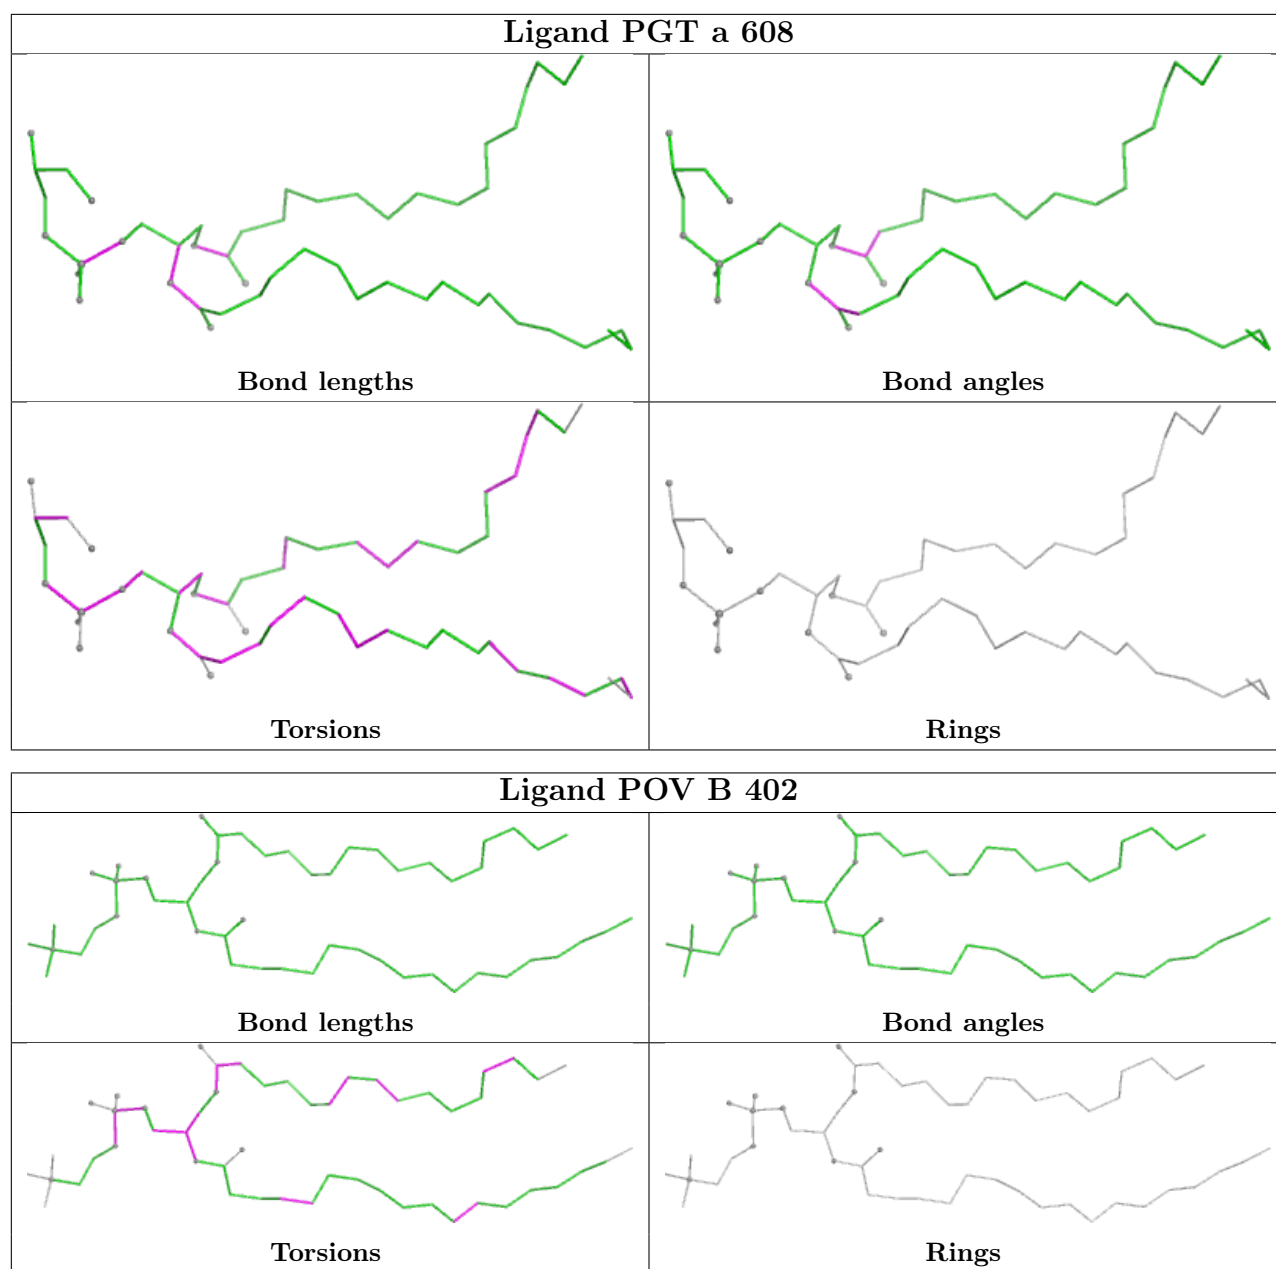 Ligand PGT a 608
Bond lengths
Bond angles
Torsions
Rings
Ligand POV B 402
Bond lengths
Bond angles
Torsions
Rings